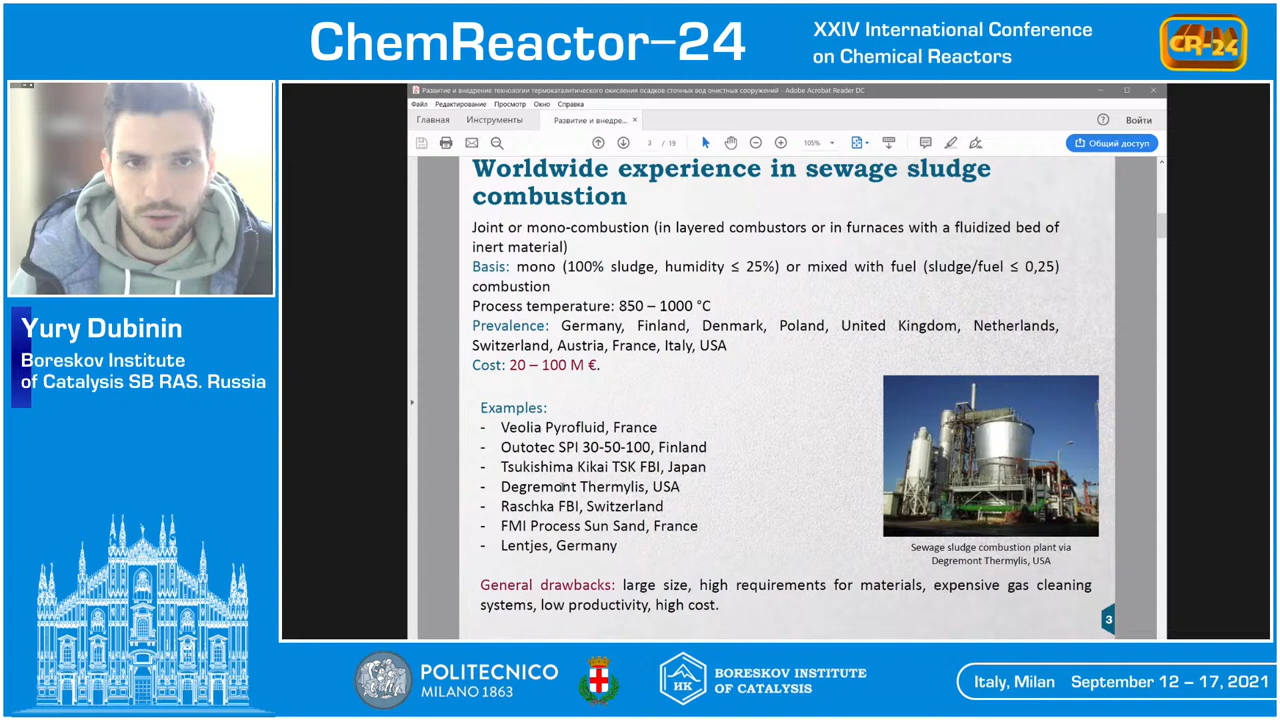 ChemReactor-24
XXIV International Conference
on Chemical Reactors
CR-24
Развитие и внедрение технологии термокаталитического окисления осадков сточных вод очистных сооружений - Adobe Acrobat Reader DC
Файл Редактирование Просмотр Окно Справка
Главная Инструменты Развитие и внедре... ×
Войти
3 / 19 105% Общий доступ
Worldwide experience in sewage sludge
combustion
Joint or mono-combustion (in layered combustors or in furnaces with a fluidized bed of
inert material)
Basis: mono (100% sludge, humidity ≤ 25%) or mixed with fuel (sludge/fuel ≤ 0,25)
combustion
Process temperature: 850 – 1000 °C
Prevalence: Germany, Finland, Denmark, Poland, United Kingdom, Netherlands,
Switzerland, Austria, France, Italy, USA
Cost: 20 – 100 M €.
Examples:
- Veolia Pyrofluid, France
- Outotec SPI 30-50-100, Finland
- Tsukishima Kikai TSK FBI, Japan
- Degremont Thermylis, USA
- Raschka FBI, Switzerland
- FMI Process Sun Sand, France
- Lentjes, Germany
Sewage sludge combustion plant via
Degremont Thermylis, USA
General drawbacks: large size, high requirements for materials, expensive gas cleaning
systems, low productivity, high cost.
3
Yury Dubinin
Boreskov Institute
of Catalysis SB RAS. Russia
POLITECNICO
MILANO 1863
НК
BORESKOV INSTITUTE
OF CATALYSIS
Italy, Milan September 12 – 17, 2021